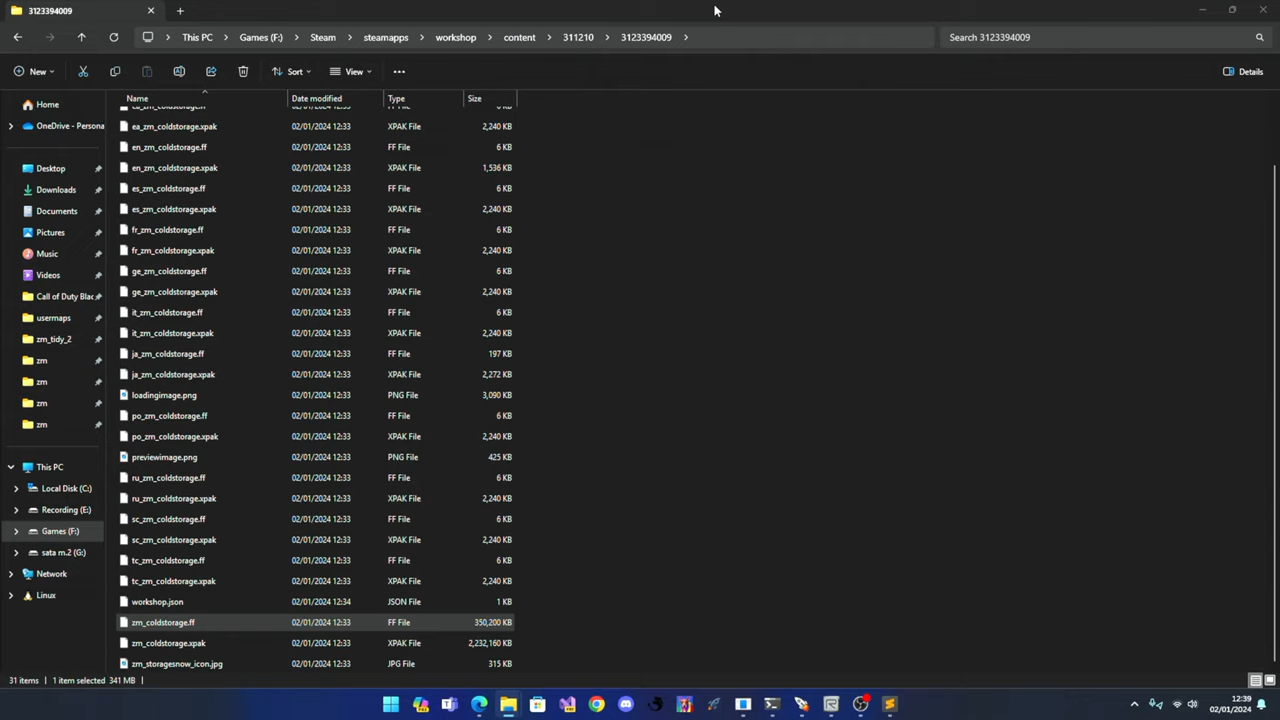 3123394009
This PC > Games (F:) > Steam > steamapps > workshop > content > 311210 > 3123394009 >
Search 3123394009
New
Sort
View
Details
Name Date modified Type Size
ea_zm_coldstorage.xpak 02/01/2024 12:33 XPAK File 2,240 KB
en_zm_coldstorage.ff 02/01/2024 12:33 FF File 6 KB
en_zm_coldstorage.xpak 02/01/2024 12:33 XPAK File 1,536 KB
es_zm_coldstorage.ff 02/01/2024 12:33 FF File 6 KB
es_zm_coldstorage.xpak 02/01/2024 12:33 XPAK File 2,240 KB
fr_zm_coldstorage.ff 02/01/2024 12:33 FF File 6 KB
fr_zm_coldstorage.xpak 02/01/2024 12:33 XPAK File 2,240 KB
ge_zm_coldstorage.ff 02/01/2024 12:33 FF File 6 KB
ge_zm_coldstorage.xpak 02/01/2024 12:33 XPAK File 2,240 KB
it_zm_coldstorage.ff 02/01/2024 12:33 FF File 6 KB
it_zm_coldstorage.xpak 02/01/2024 12:33 XPAK File 2,240 KB
ja_zm_coldstorage.ff 02/01/2024 12:33 FF File 197 KB
ja_zm_coldstorage.xpak 02/01/2024 12:33 XPAK File 2,272 KB
loadingimage.png 02/01/2024 12:33 PNG File 3,090 KB
po_zm_coldstorage.ff 02/01/2024 12:33 FF File 6 KB
po_zm_coldstorage.xpak 02/01/2024 12:33 XPAK File 2,240 KB
previewimage.png 02/01/2024 12:33 PNG File 425 KB
ru_zm_coldstorage.ff 02/01/2024 12:33 FF File 6 KB
ru_zm_coldstorage.xpak 02/01/2024 12:33 XPAK File 2,240 KB
sc_zm_coldstorage.ff 02/01/2024 12:33 FF File 6 KB
sc_zm_coldstorage.xpak 02/01/2024 12:33 XPAK File 2,240 KB
tc_zm_coldstorage.ff 02/01/2024 12:33 FF File 6 KB
tc_zm_coldstorage.xpak 02/01/2024 12:33 XPAK File 2,240 KB
workshop.json 02/01/2024 12:34 JSON File 1 KB
zm_coldstorage.ff 02/01/2024 12:33 FF File 350,200 KB
zm_coldstorage.xpak 02/01/2024 12:33 XPAK File 2,232,160 KB
zm_storagesnow_icon.jpg 02/01/2024 12:33 JPG File 315 KB
Home
OneDrive - Persona
Desktop
Downloads
Documents
Pictures
Music
Videos
Call of Duty Blac
usermaps
zm_tidy_2
zm
zm
zm
zm
This PC
Local Disk (C:)
Recording (E:)
Games (F:)
sata m.2 (G:)
Network
Linux
31 items 1 item selected 341 MB
12:39
02/01/2024